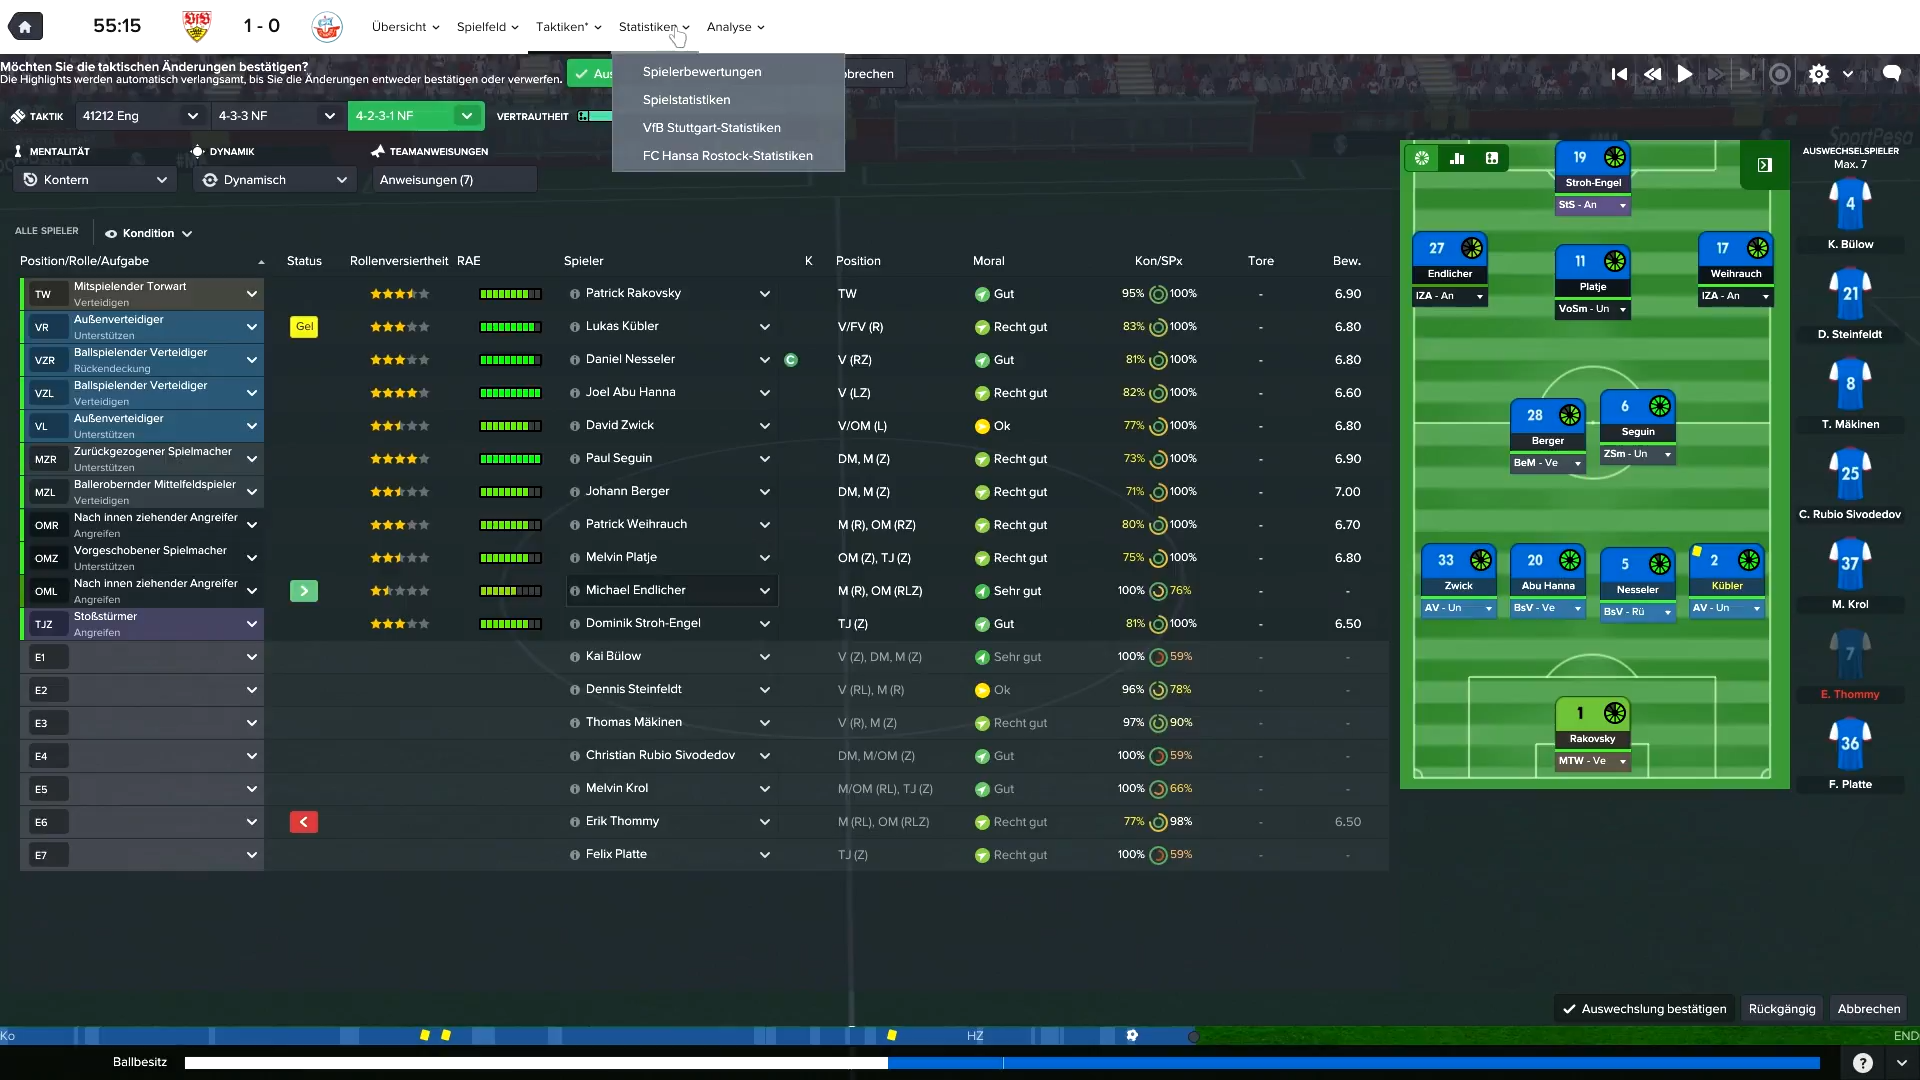 55:15
1 - 0
Übersicht
Spielfeld
Taktiken*
Statistiken
Analyse
Möchten Sie die taktischen Änderungen bestätigen?
Die Highlights werden automatisch verlangsamt, bis Sie die Änderungen entweder bestätigen oder verwerfen.
Spielerbewertungen
Spielstatistiken
VfB Stuttgart-Statistiken
FC Hansa Rostock-Statistiken
TAKTIK
41212 Eng
4-3-3 NF
4-2-3-1 NF
VERTRAUTHEIT
MENTALITÄT
DYNAMIK
TEAMANWEISUNGEN
Kontern
Dynamisch
Anweisungen (7)
ALLE SPIELER
Kondition
Position/Rolle/Aufgabe Status Rollenversiertheit RAE Spieler K Position Moral Kon/SPx Tore Bew.
TW Mitspielender Torwart Verteidigen Patrick Rakovsky TW Gut 95% 100% - 6.90
VR Außenverteidiger Unterstützen Gel Lukas Kübler V/FV (R) Recht gut 83% 100% - 6.80
VZR Ballspielender Verteidiger Rückendeckung Daniel Nesseler C V (RZ) Gut 81% 100% - 6.80
VZL Ballspielender Verteidiger Verteidigen Joel Abu Hanna V (LZ) Recht gut 82% 100% - 6.60
VL Außenverteidiger Unterstützen David Zwick V/OM (L) Ok 77% 100% - 6.80
MZR Zurückgezogener Spielmacher Unterstützen Paul Seguin DM, M (Z) Recht gut 73% 100% - 6.90
MZL Ballerobernder Mittelfeldspieler Verteidigen Johann Berger DM, M (Z) Recht gut 71% 100% - 7.00
OMR Nach innen ziehender Angreifer Angreifen Patrick Weihrauch M (R), OM (RZ) Recht gut 80% 100% - 6.70
OMZ Vorgeschobener Spielmacher Unterstützen Melvin Platje OM (Z), TJ (Z) Recht gut 75% 100% - 6.80
OML Nach innen ziehender Angreifer Angreifen Michael Endlicher M (R), OM (RLZ) Sehr gut 100% 76% - -
TJZ Stoßstürmer Angreifen Dominik Stroh-Engel TJ (Z) Gut 81% 100% - 6.50
E1 Kai Bülow V (Z), DM, M (Z) Sehr gut 100% 59% - -
E2 Dennis Steinfeldt V (RL), M (R) Ok 96% 78% - -
E3 Thomas Mäkinen V (R), M (Z) Recht gut 97% 90% - -
E4 Christian Rubio Sivodedov DM, M/OM (Z) Gut 100% 59% - -
E5 Melvin Krol M/OM (RL), TJ (Z) Gut 100% 66% - -
E6 Erik Thommy M (RL), OM (RLZ) Recht gut 77% 98% - 6.50
E7 Felix Platte TJ (Z) Recht gut 100% 59% - -
19
Stroh-Engel
StS - An
27
Endlicher
IZA - An
11
Platje
VoSm - Un
17
Weihrauch
IZA - An
28
Berger
BeM - Ve
6
Seguin
ZSm - Un
33
Zwick
AV - Un
20
Abu Hanna
BsV - Ve
5
Nesseler
BsV - Rü
2
Kübler
AV - Un
1
Rakovsky
MTW - Ve
AUSWECHSELSPIELER
Max. 7
4
K. Bülow
21
D. Steinfeldt
8
T. Mäkinen
25
C. Rubio Sivodedov
37
M. Krol
7
E. Thommy
36
F. Platte
Auswechslung bestätigen
Rückgängig
Abbrechen
Ko
HZ
END
Ballbesitz
?